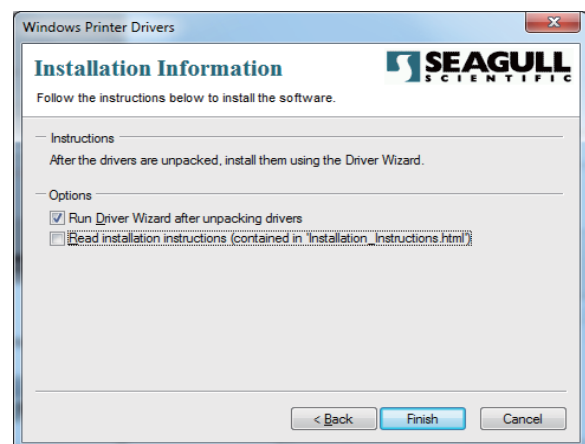 Windows Printer Drivers
Installation Information
SEAGULL
SCIENTIFIC
Follow the instructions below to install the software.
Instructions
After the drivers are unpacked, install them using the Driver Wizard.
Options
Run Driver Wizard after unpacking drivers
Read installation instructions (contained in 'Installation_Instructions.html')
< Back
Finish
Cancel